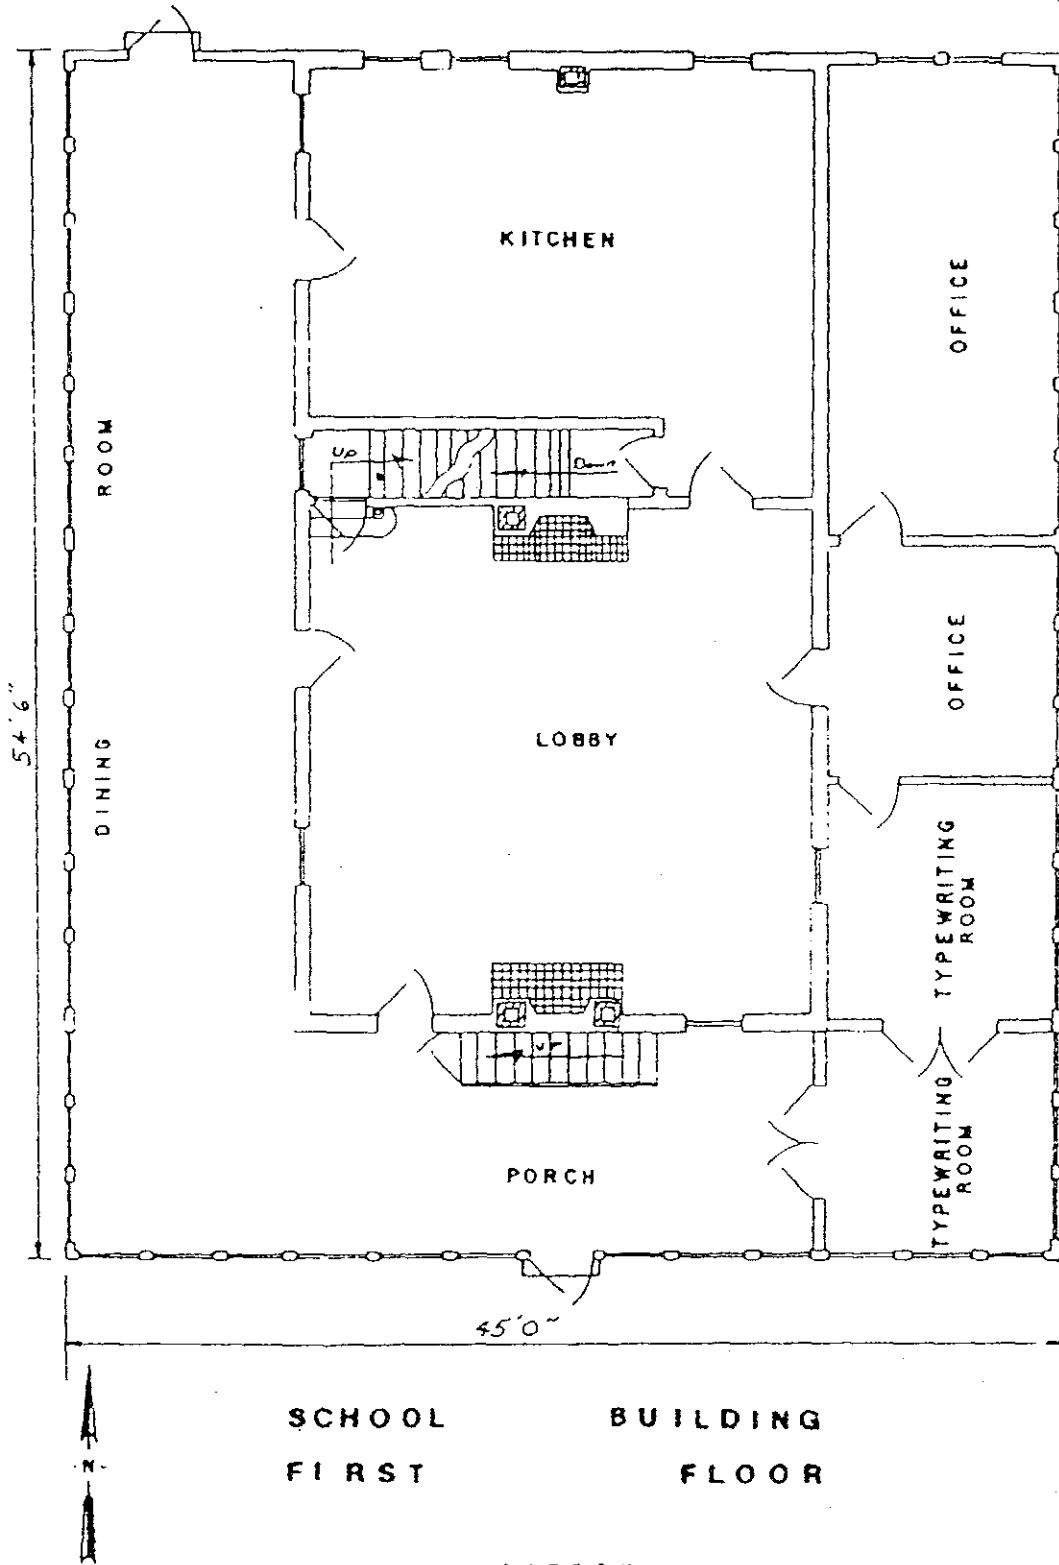 KITCHEN
OFFICE
Up
Down
DINING ROOM
OFFICE
54'6"
LOBBY
TYPEWRITING
ROOM
UP
PORCH
TYPEWRITING
ROOM
45'0"
N
SCHOOL BUILDING
FIRST FLOOR